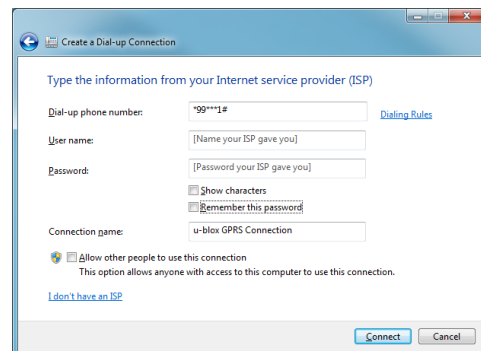 Create a Dial-up Connection
Type the information from your Internet service provider (ISP)
Dial-up phone number:
*99***1#
Dialing Rules
User name:
[Name your ISP gave you]
Password:
[Password your ISP gave you]
Show characters
Remember this password
Connection name:
u-blox GPRS Connection
Allow other people to use this connection
This option allows anyone with access to this computer to use this connection.
I don't have an ISP
Connect
Cancel